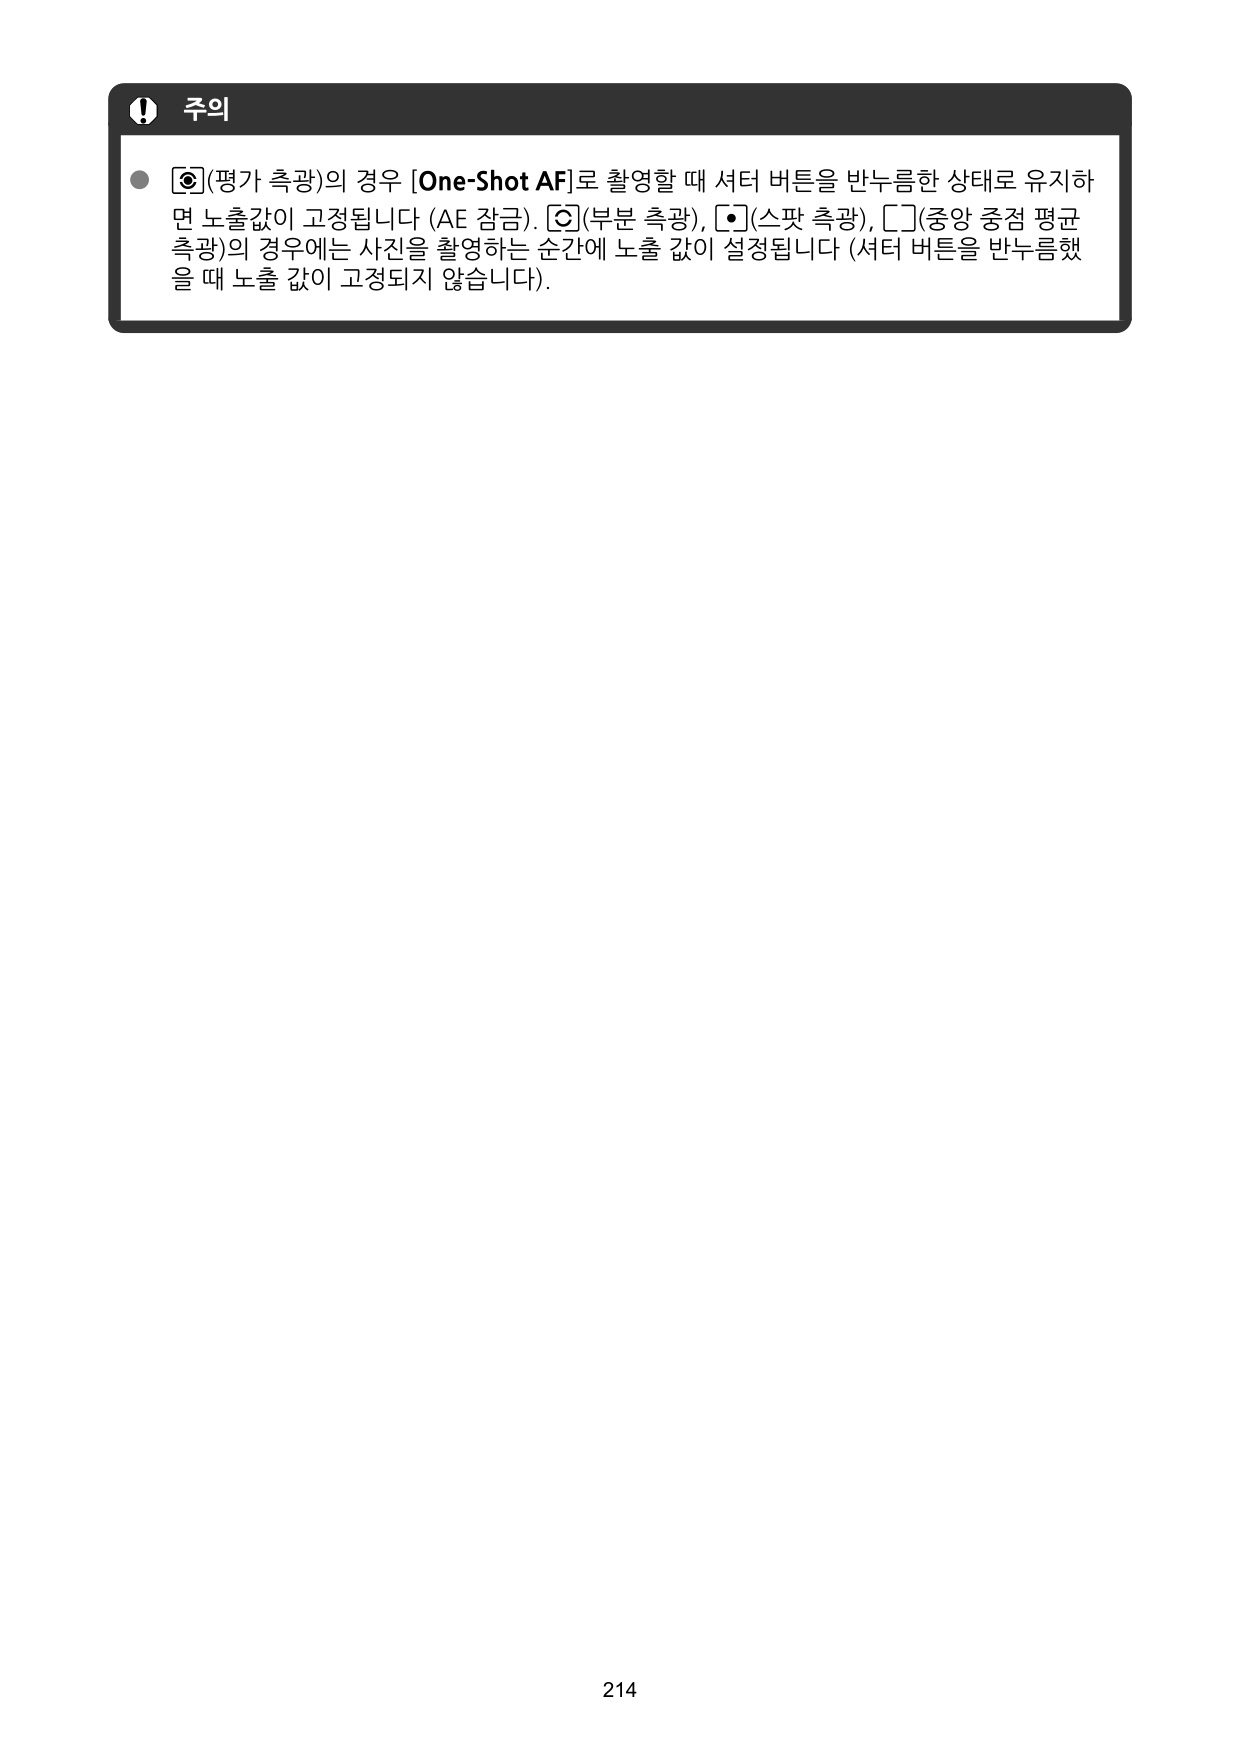 주의
(평가 측광)의 경우 [One-Shot AF]로 촬영할 때 셔터 버튼을 반누름한 상태로 유지하
면 노출값이 고정됩니다 (AE 잠금). (부분 측광), (스팟 측광), (중앙 중점 평균
측광)의 경우에는 사진을 촬영하는 순간에 노출 값이 설정됩니다 (셔터 버튼을 반누름했
을 때 노출 값이 고정되지 않습니다).
214